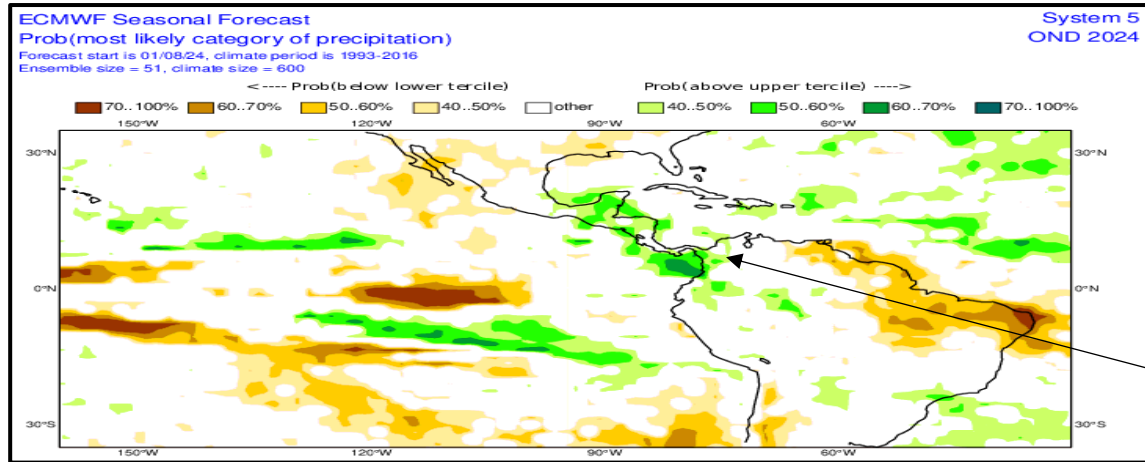 ECMWF Seasonal Forecast
System 5
Prob(most likely category of precipitation)
OND 2024
Forecast start is 01/08/24, climate period is 1993-2016
Ensemble size = 51, climate size = 600
<---- Prob(below lower tercile)
Prob(above upper tercile) ---->
70..100% 60..70% 50..60% 40..50% other 40..50% 50..60% 60..70% 70..100%
150°W 120°W 90°W 60°W
30°N 30°N
0°N 0°N
30°S 30°S
150°W 120°W 90°W 60°W